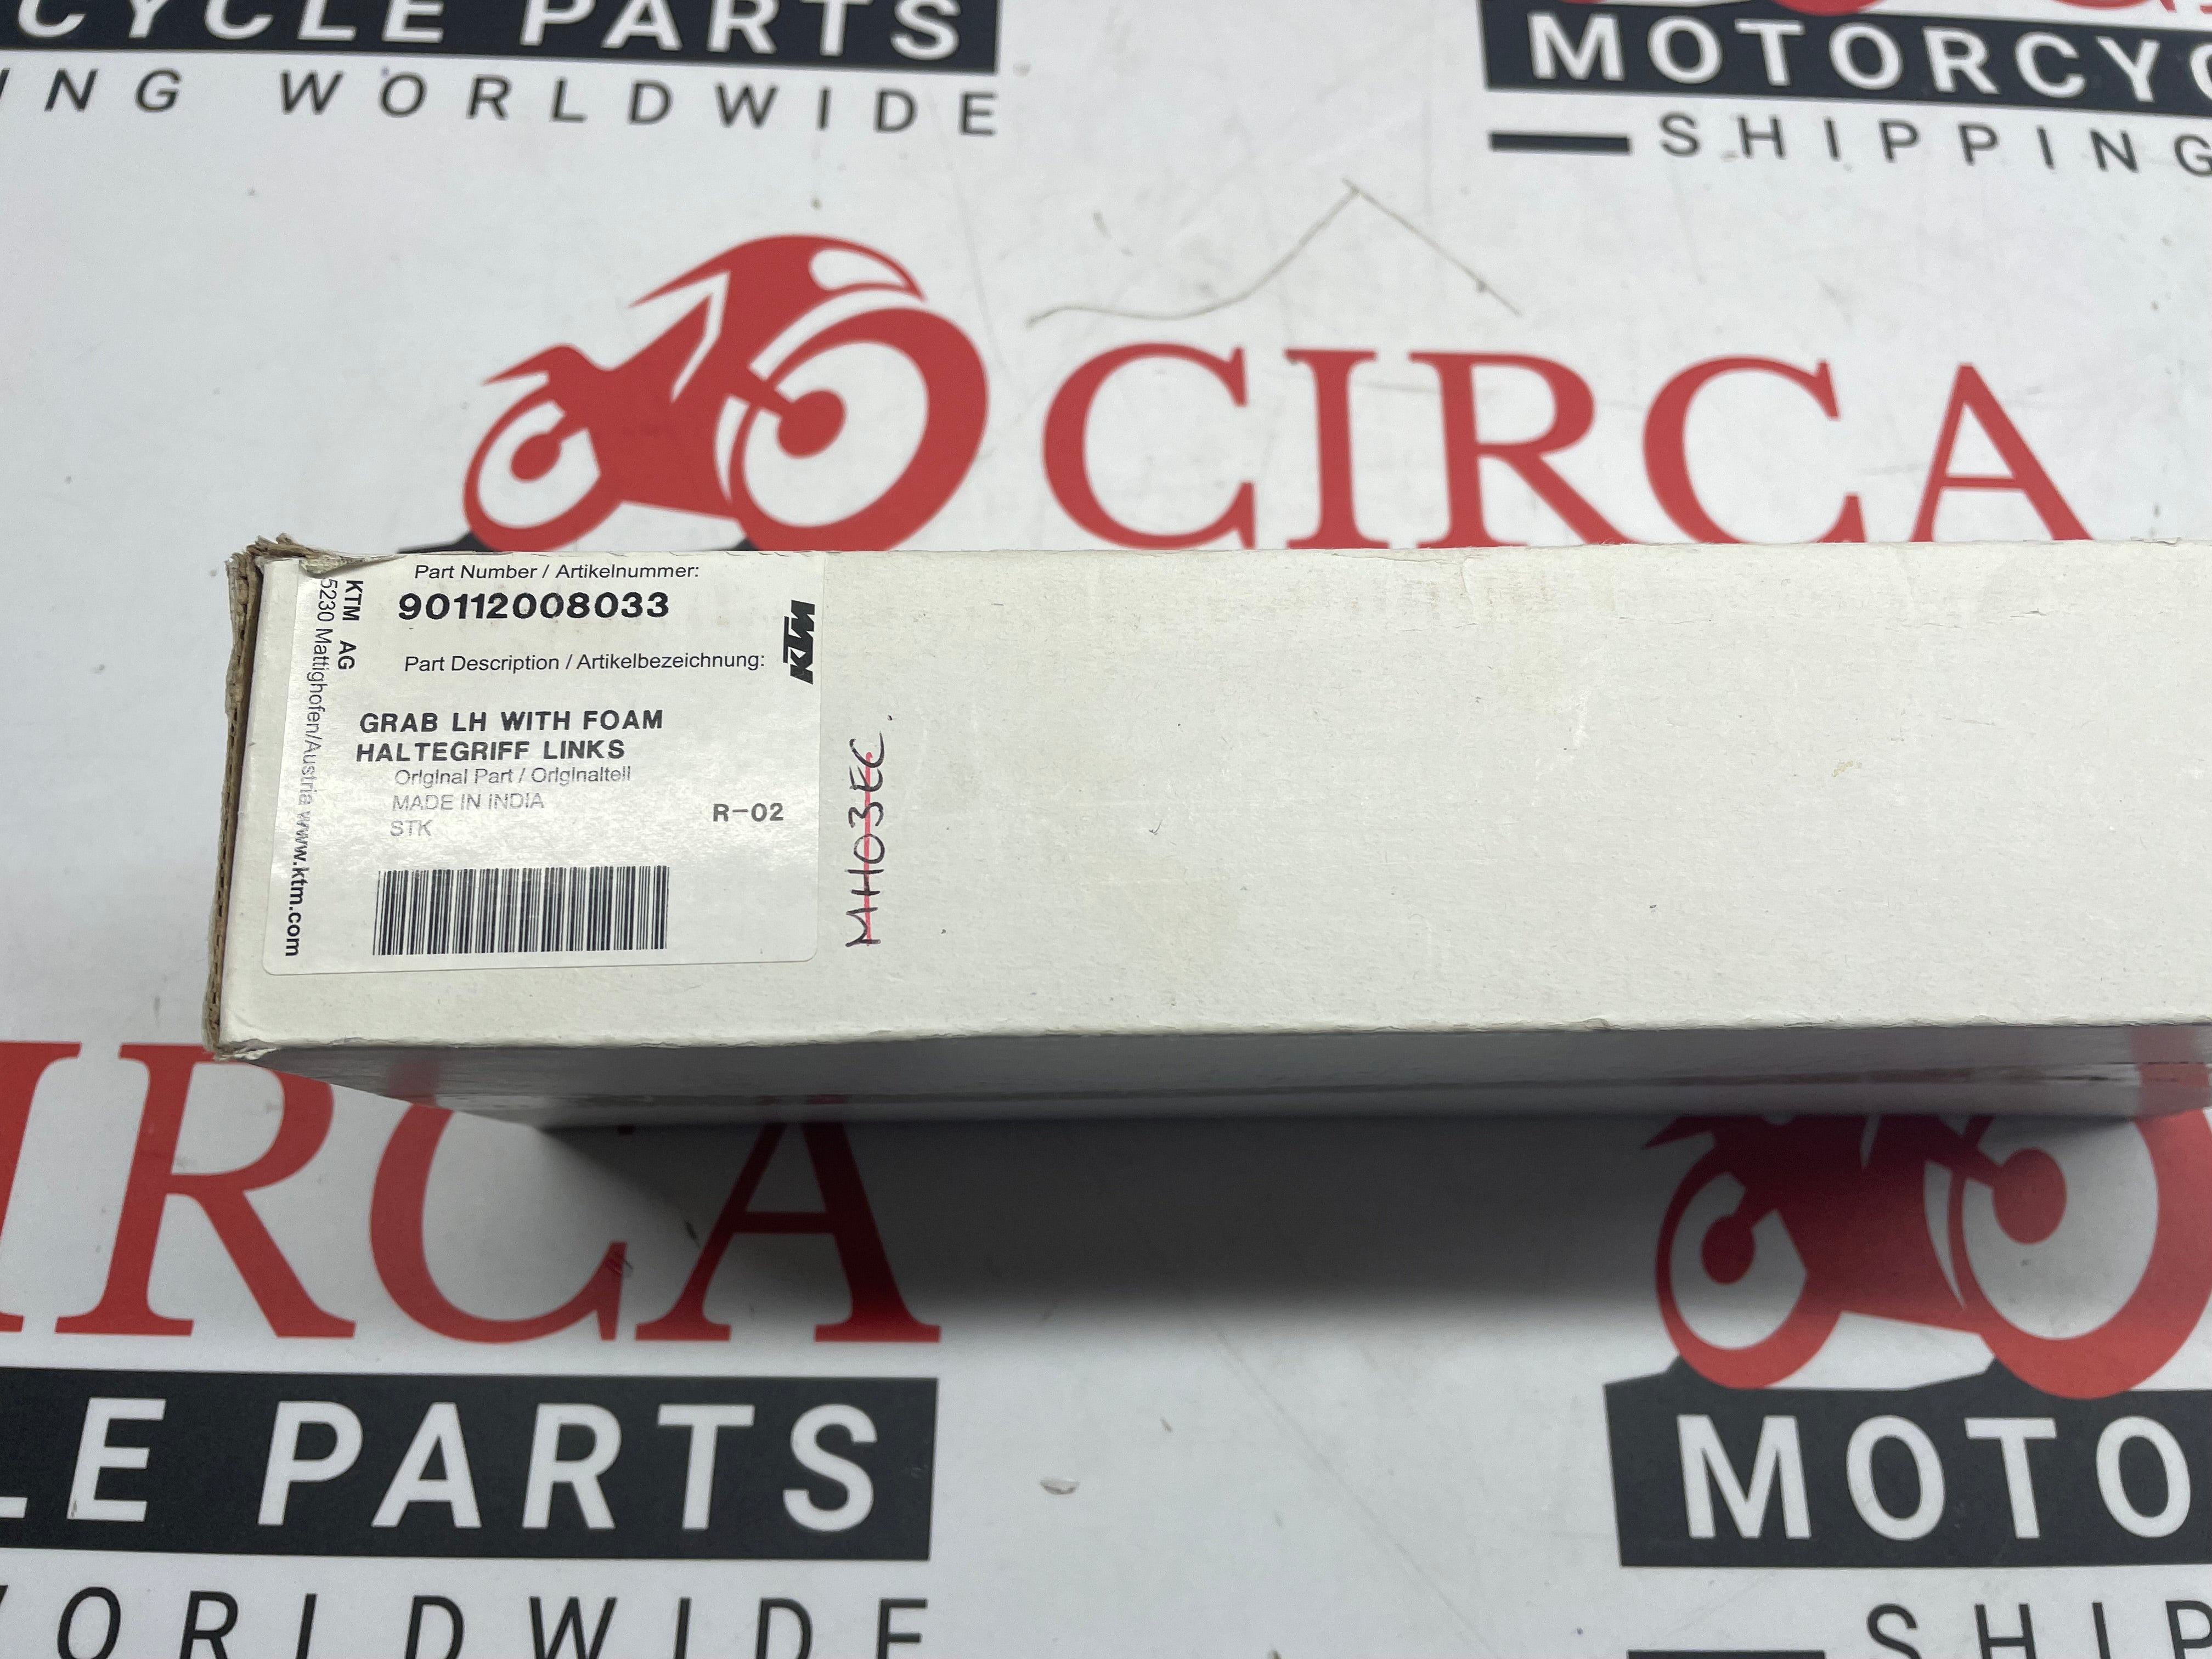 CYCLE PARTS
ING WORLDWIDE
MOTORCYC
SHIPPING
CIRCA
Part Number / Artikelnummer:
90112008033
Part Description / Artikelbezeichnung:
GRAB LH WITH FOAM
HALTEGRIFF LINKS
Original Part / Originalteil
MADE IN INDIA
STK
R-02
KTM AG
5230 Mattighofen/Austria www.ktm.com
KTM
MH03EC
IRCA
LE PARTS
WORLDWIDE
MOTO
SHIP